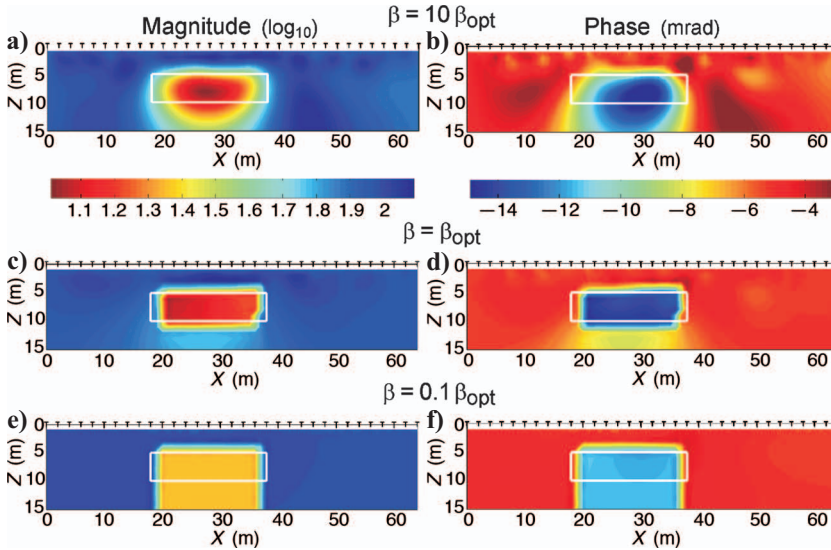 β = 10 βopt
Magnitude (log10) Phase (mrad)
a) b)
Z (m) 0 5 10 15
0 10 20 30 40 50 60
X (m)
Z (m) 0 5 10 15
0 10 20 30 40 50 60
X (m)
1.1 1.2 1.3 1.4 1.5 1.6 1.7 1.8 1.9 2
−14 −12 −10 −8 −6 −4
β = βopt
c) d)
Z (m) 0 5 10 15
0 10 20 30 40 50 60
X (m)
Z (m) 0 5 10 15
0 10 20 30 40 50 60
X (m)
β = 0.1 βopt
e) f)
Z (m) 0 5 10 15
0 10 20 30 40 50 60
X (m)
Z (m) 0 5 10 15
0 10 20 30 40 50 60
X (m)